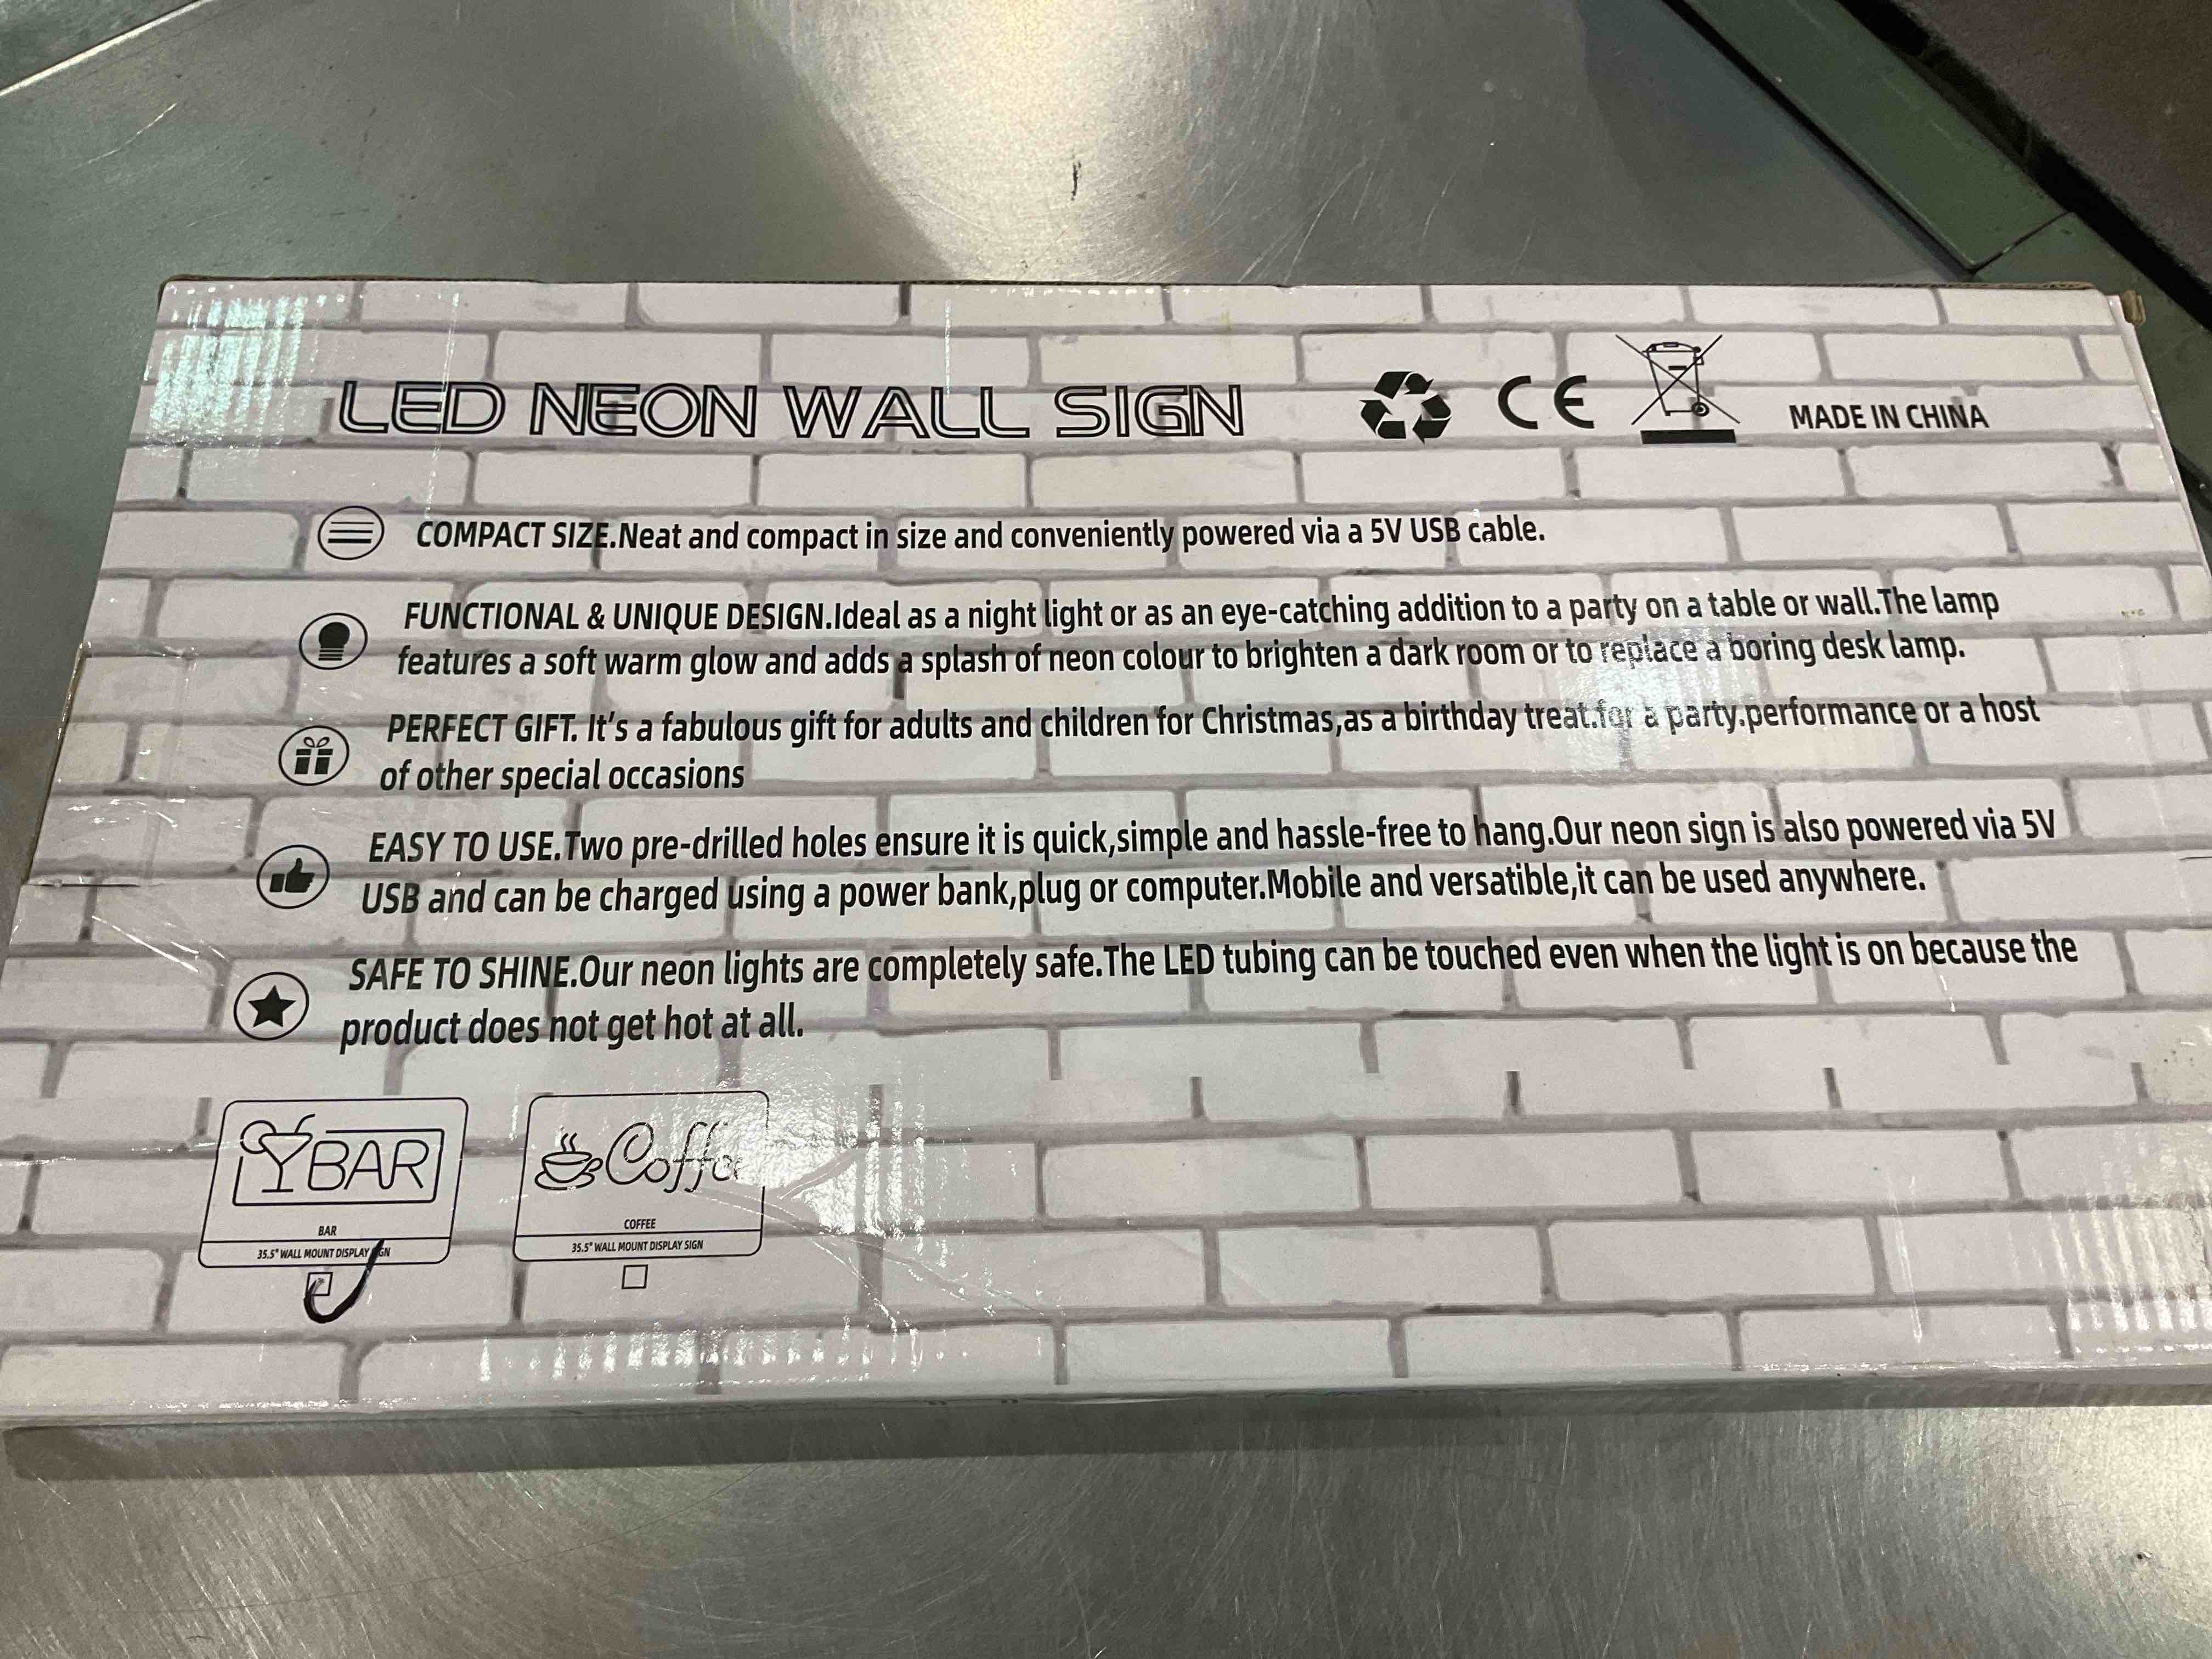 LED NEON WALL SIGN
CE
MADE IN CHINA
COMPACT SIZE.Neat and compact in size and conveniently powered via a 5V USB cable.
FUNCTIONAL & UNIQUE DESIGN.Ideal as a night light or as an eye-catching addition to a party on a table or wall.The lamp
features a soft warm glow and adds a splash of neon colour to brighten a dark room or to replace a boring desk lamp.
PERFECT GIFT. It's a fabulous gift for adults and children for Christmas,as a birthday treat.for a party.performance or a host
of other special occasions
EASY TO USE.Two pre-drilled holes ensure it is quick,simple and hassle-free to hang.Our neon sign is also powered via 5V
USB and can be charged using a power bank,plug or computer.Mobile and versatible,it can be used anywhere.
SAFE TO SHINE.Our neon lights are completely safe.The LED tubing can be touched even when the light is on because the
product does not get hot at all.
BAR
BAR
35.5" WALL MOUNT DISPLAY SIGN
Coffee
COFFEE
35.5" WALL MOUNT DISPLAY SIGN